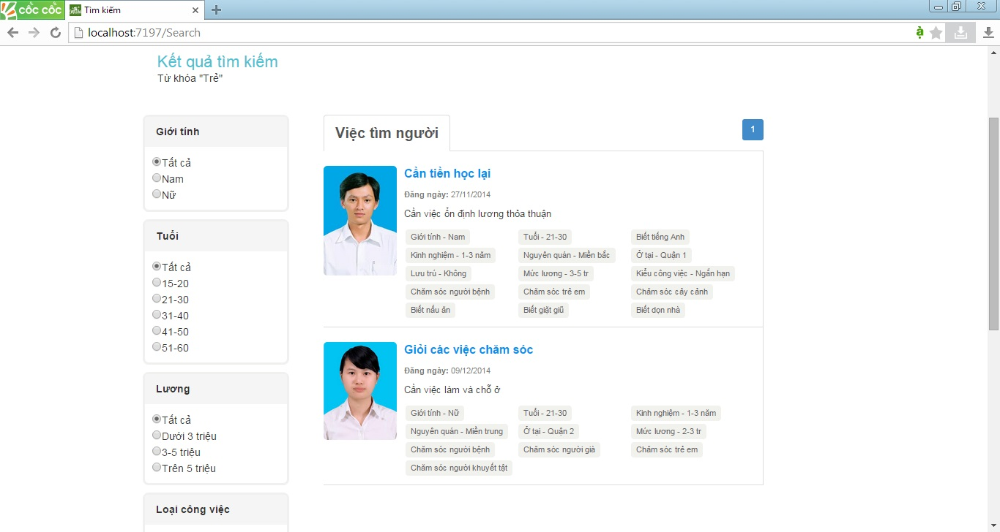 cốc cốc
Tìm kiếm
localhost:7197/Search
Kết quả tìm kiếm
Từ khóa "Trẻ"
Giới tính
Tất cả
Nam
Nữ
Tuổi
Tất cả
15-20
21-30
31-40
41-50
51-60
Lương
Tất cả
Dưới 3 triệu
3-5 triệu
Trên 5 triệu
Loại công việc
Việc tìm người
1
Cần tiền học lại
Đăng ngày: 27/11/2014
Cần việc ổn định lương thỏa thuận
Giới tính - Nam Tuổi - 21-30 Biết tiếng Anh
Kinh nghiệm - 1-3 năm Nguyên quán - Miền bắc Ở tại - Quận 1
Lưu trú - Không Mức lương - 3-5 tr Kiểu công việc - Ngắn hạn
Chăm sóc người bệnh Chăm sóc trẻ em Chăm sóc cây cảnh
Biết nấu ăn Biết giặt giũ Biết dọn nhà
Giỏi các việc chăm sóc
Đăng ngày: 09/12/2014
Cần việc làm và chỗ ở
Giới tính - Nữ Tuổi - 21-30 Kinh nghiệm - 1-3 năm
Nguyên quán - Miền trung Ở tại - Quận 2 Mức lương - 2-3 tr
Chăm sóc người bệnh Chăm sóc người già Chăm sóc trẻ em
Chăm sóc người khuyết tật